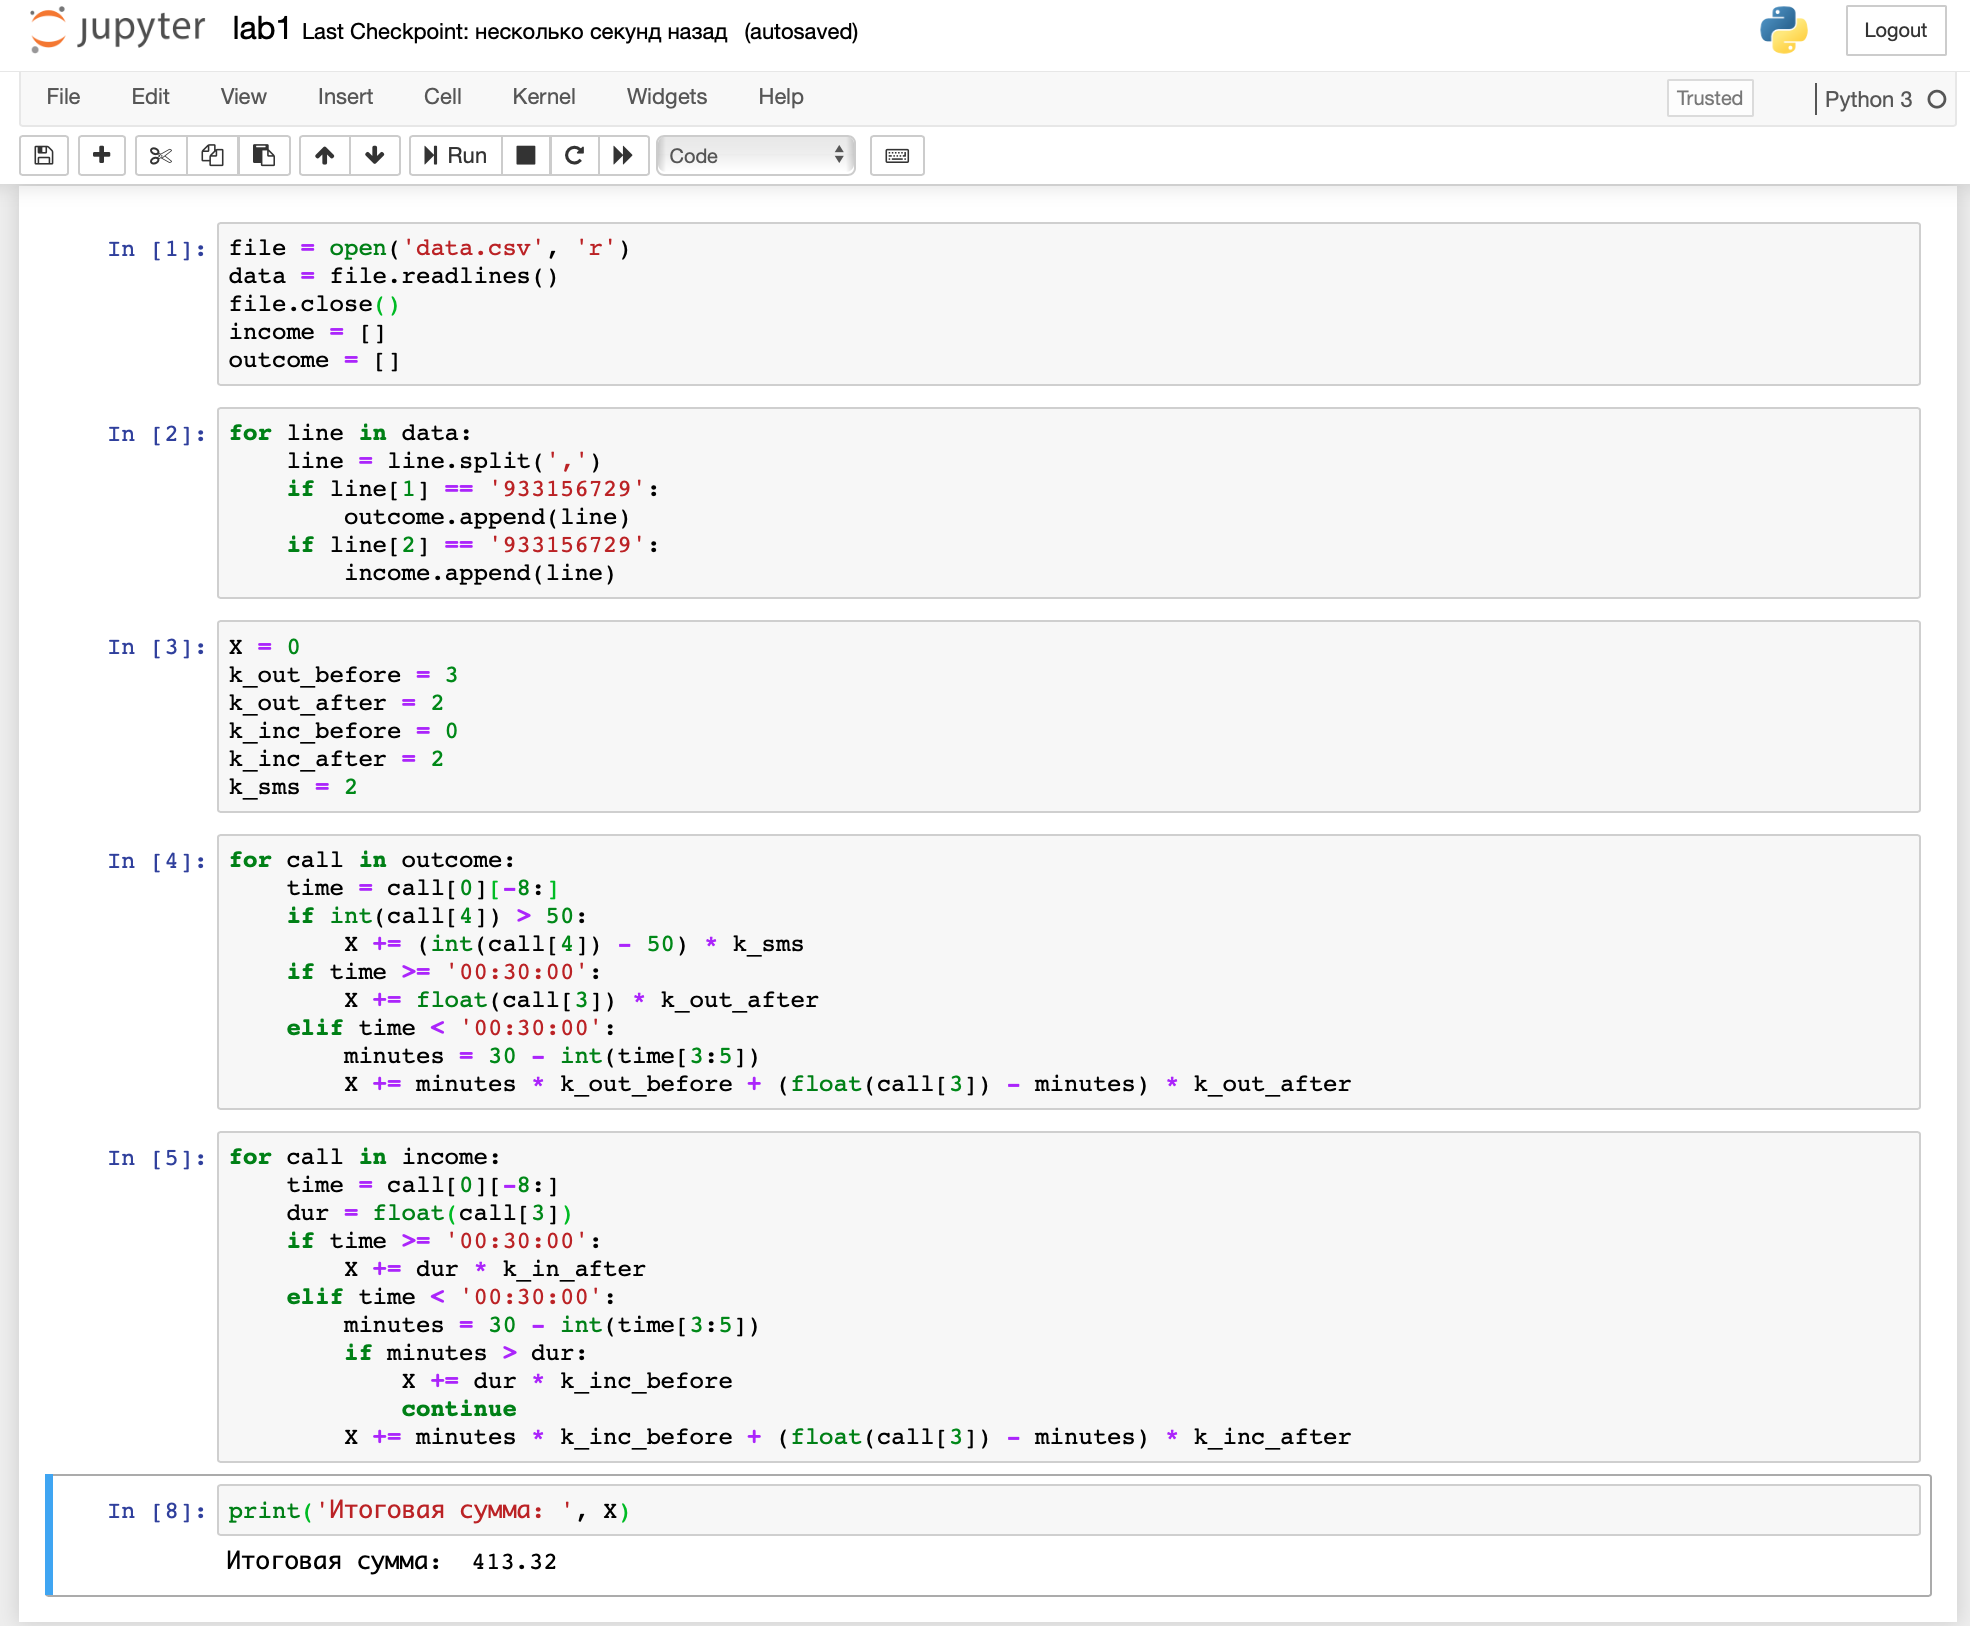 jupyter lab1 Last Checkpoint: несколько секунд назад (autosaved)
Logout
File Edit View Insert Cell Kernel Widgets Help
Trusted
Python 3
Run
Code
In [1]:
file = open('data.csv', 'r')
data = file.readlines()
file.close()
income = []
outcome = []
In [2]:
for line in data:
    line = line.split(',')
    if line[1] == '933156729':
        outcome.append(line)
    if line[2] == '933156729':
        income.append(line)
In [3]:
X = 0
k_out_before = 3
k_out_after = 2
k_inc_before = 0
k_inc_after = 2
k_sms = 2
In [4]:
for call in outcome:
    time = call[0][-8:]
    if int(call[4]) > 50:
        X += (int(call[4]) - 50) * k_sms
    if time >= '00:30:00':
        X += float(call[3]) * k_out_after
    elif time < '00:30:00':
        minutes = 30 - int(time[3:5])
        X += minutes * k_out_before + (float(call[3]) - minutes) * k_out_after
In [5]:
for call in income:
    time = call[0][-8:]
    dur = float(call[3])
    if time >= '00:30:00':
        X += dur * k_in_after
    elif time < '00:30:00':
        minutes = 30 - int(time[3:5])
        if minutes > dur:
            X += dur * k_inc_before
            continue
        X += minutes * k_inc_before + (float(call[3]) - minutes) * k_inc_after
In [8]:
print('Итоговая сумма: ', X)
Итоговая сумма:  413.32